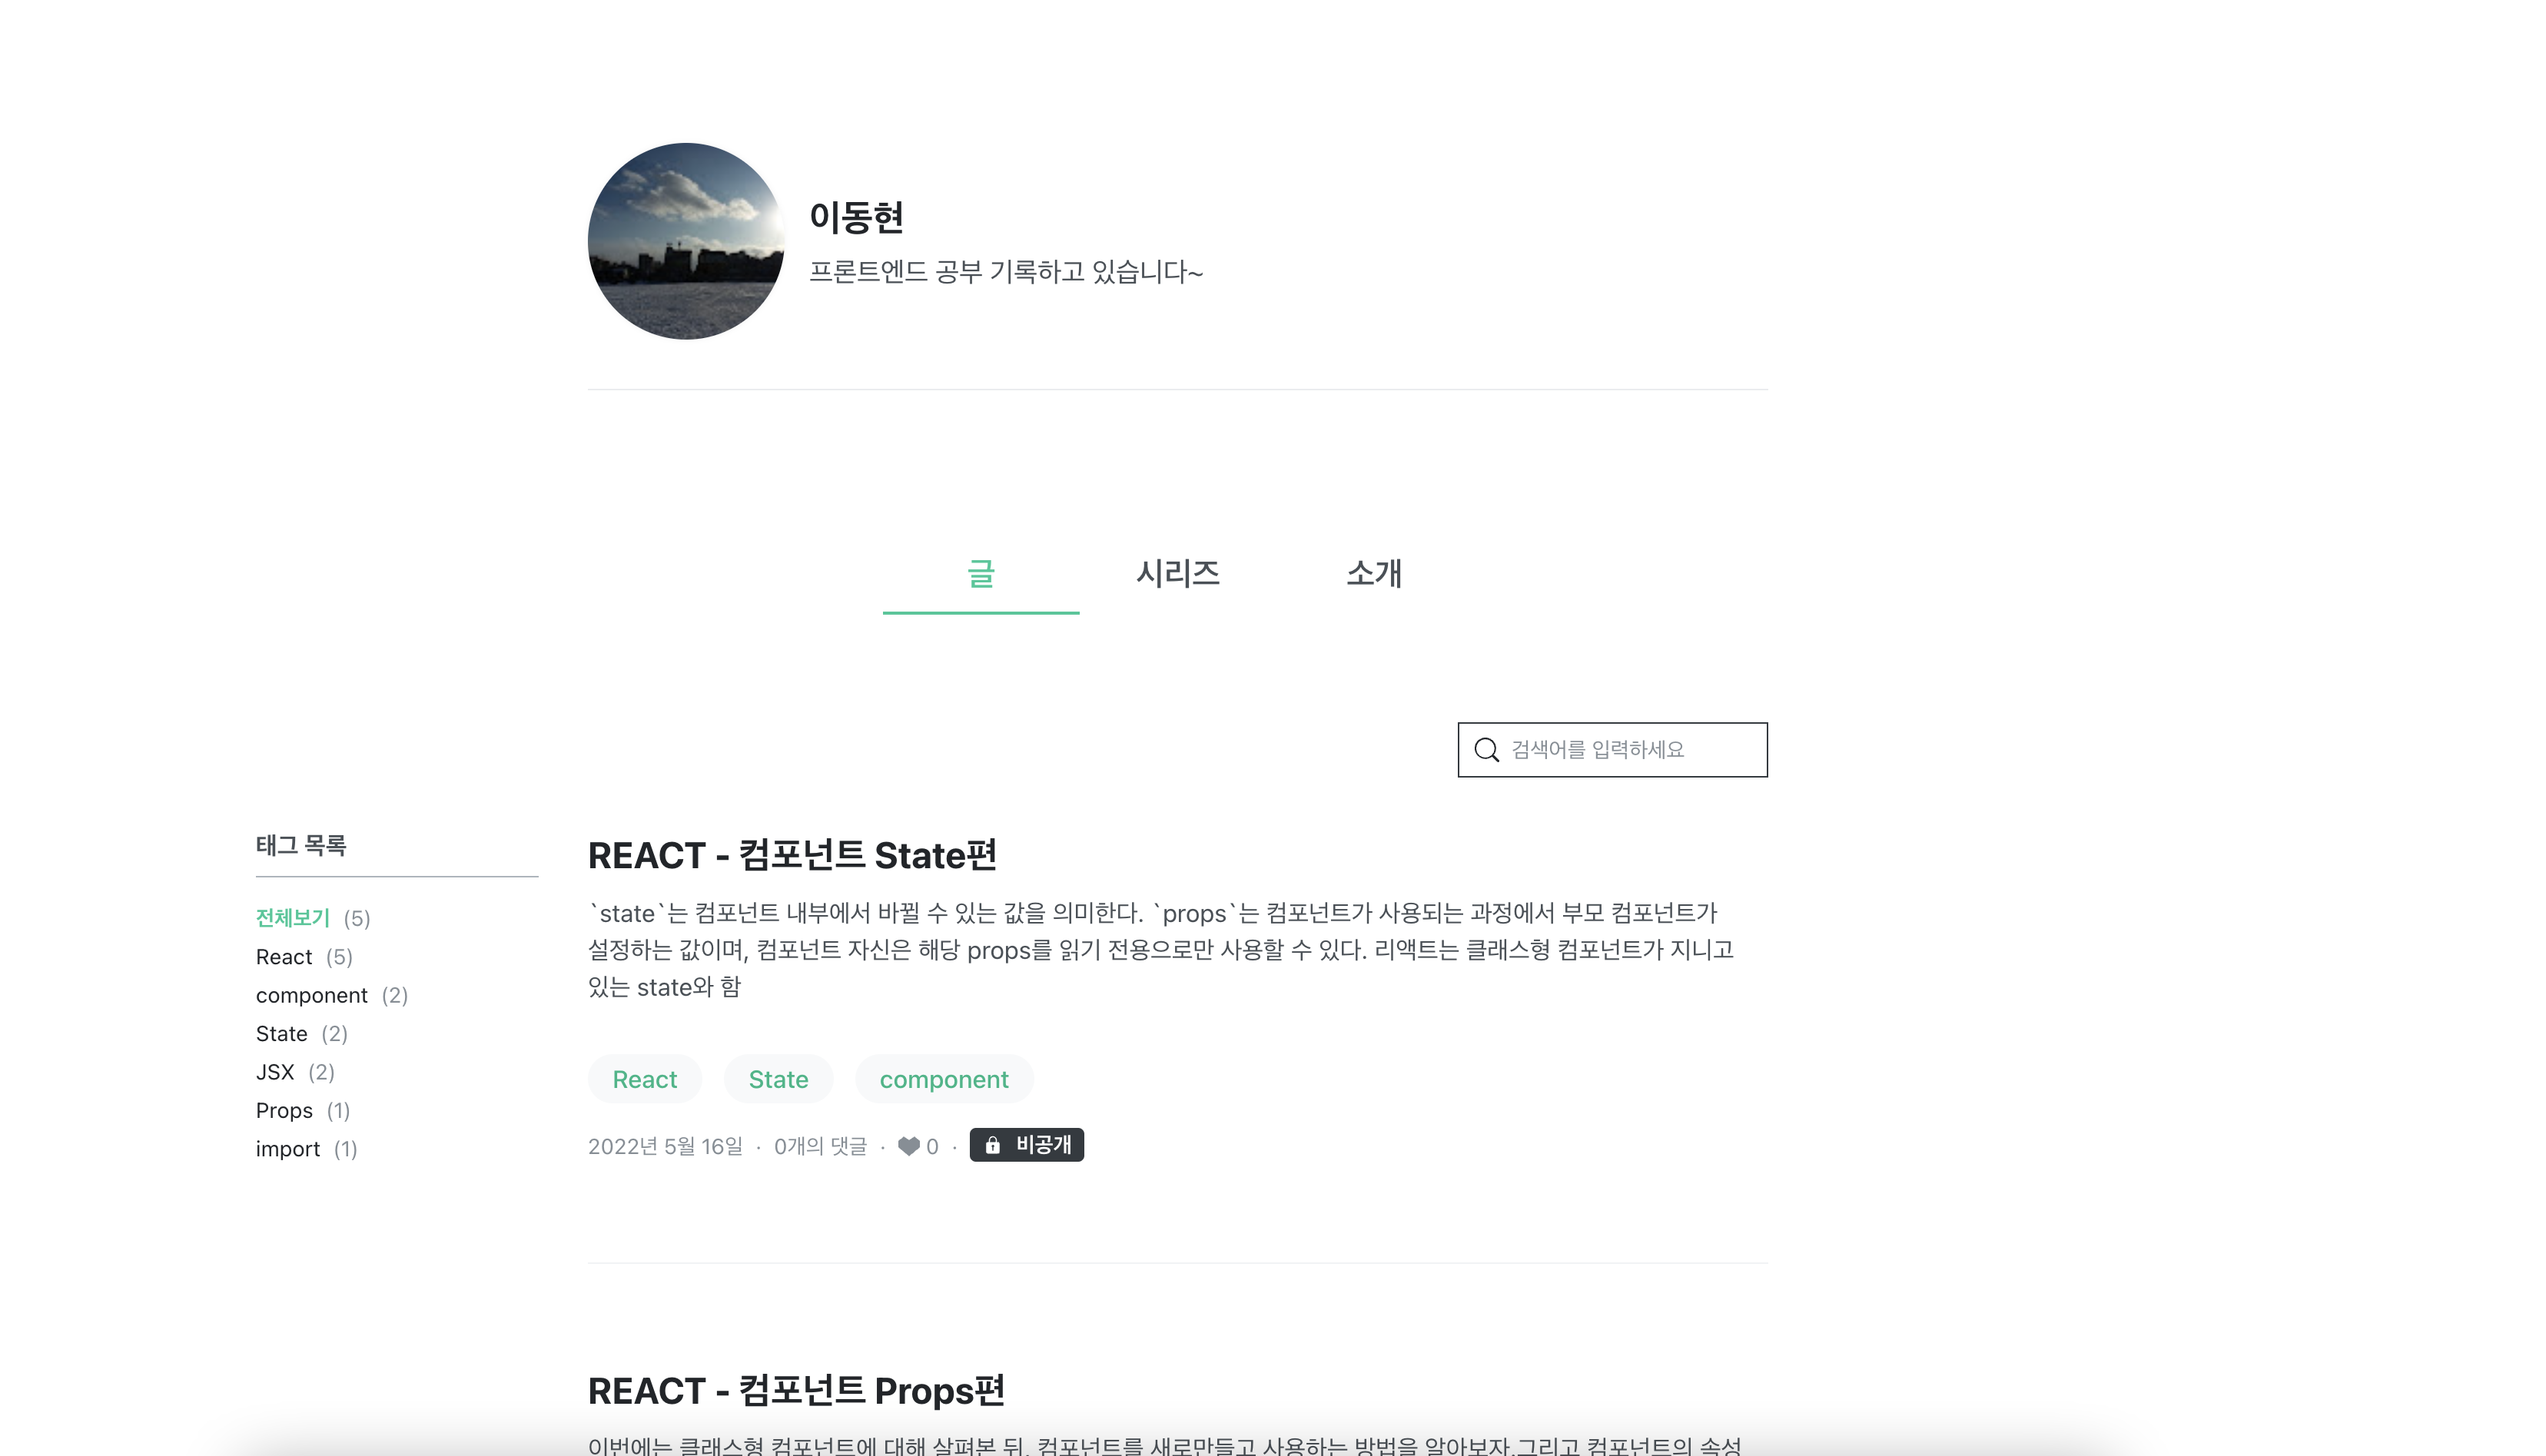 이동현
프론트엔드 공부 기록하고 있습니다~
글 시리즈 소개
검색어를 입력하세요
태그 목록
전체보기 (5)
React (5)
component (2)
State (2)
JSX (2)
Props (1)
import (1)
REACT - 컴포넌트 State편
`state`는 컴포넌트 내부에서 바뀔 수 있는 값을 의미한다. `props`는 컴포넌트가 사용되는 과정에서 부모 컴포넌트가
설정하는 값이며, 컴포넌트 자신은 해당 props를 읽기 전용으로만 사용할 수 있다. 리액트는 클래스형 컴포넌트가 지니고
있는 state와 함
React State component
2022년 5월 16일 · 0개의 댓글 · 0 · 비공개
REACT - 컴포넌트 Props편
이번에는 클래스형 컴포넌트에 대해 살펴본 뒤, 컴포넌트를 새로만들고 사용하는 방법을 알아보자.그리고 컴포넌트의 속성